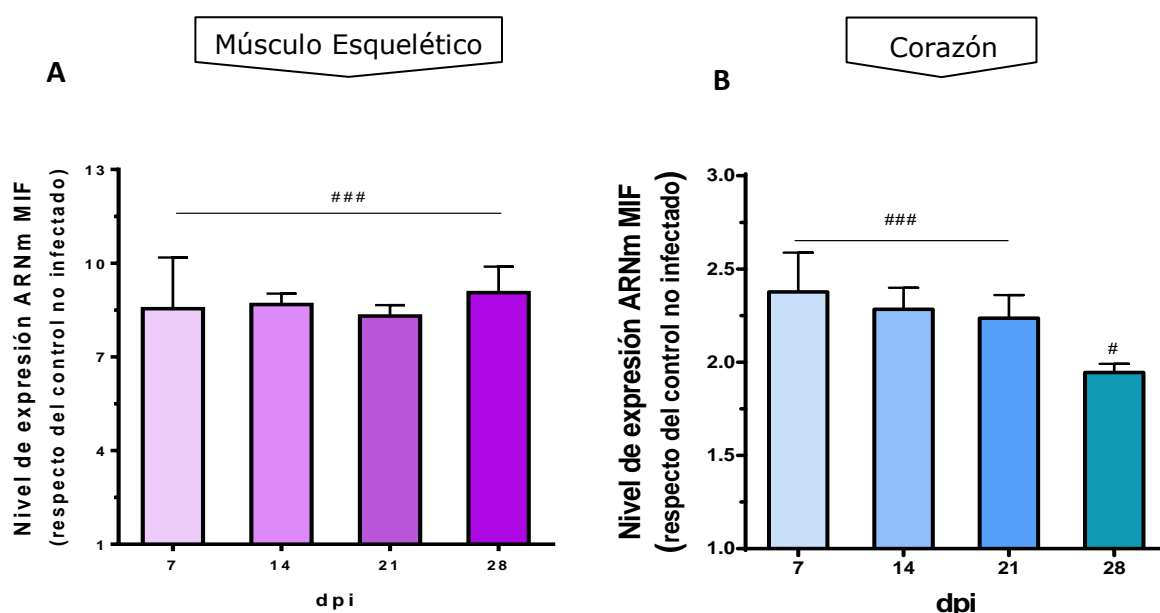 Músculo Esquelético
A
Nivel de expresión ARNm MIF
(respecto del control no infectado)
13
10
7
4
1
###
7 14 21 28
dpi
Corazón
B
Nivel de expresión ARNm MIF
(respecto del control no infectado)
3.0
2.5
2.0
1.5
1.0
###
#
7 14 21 28
dpi